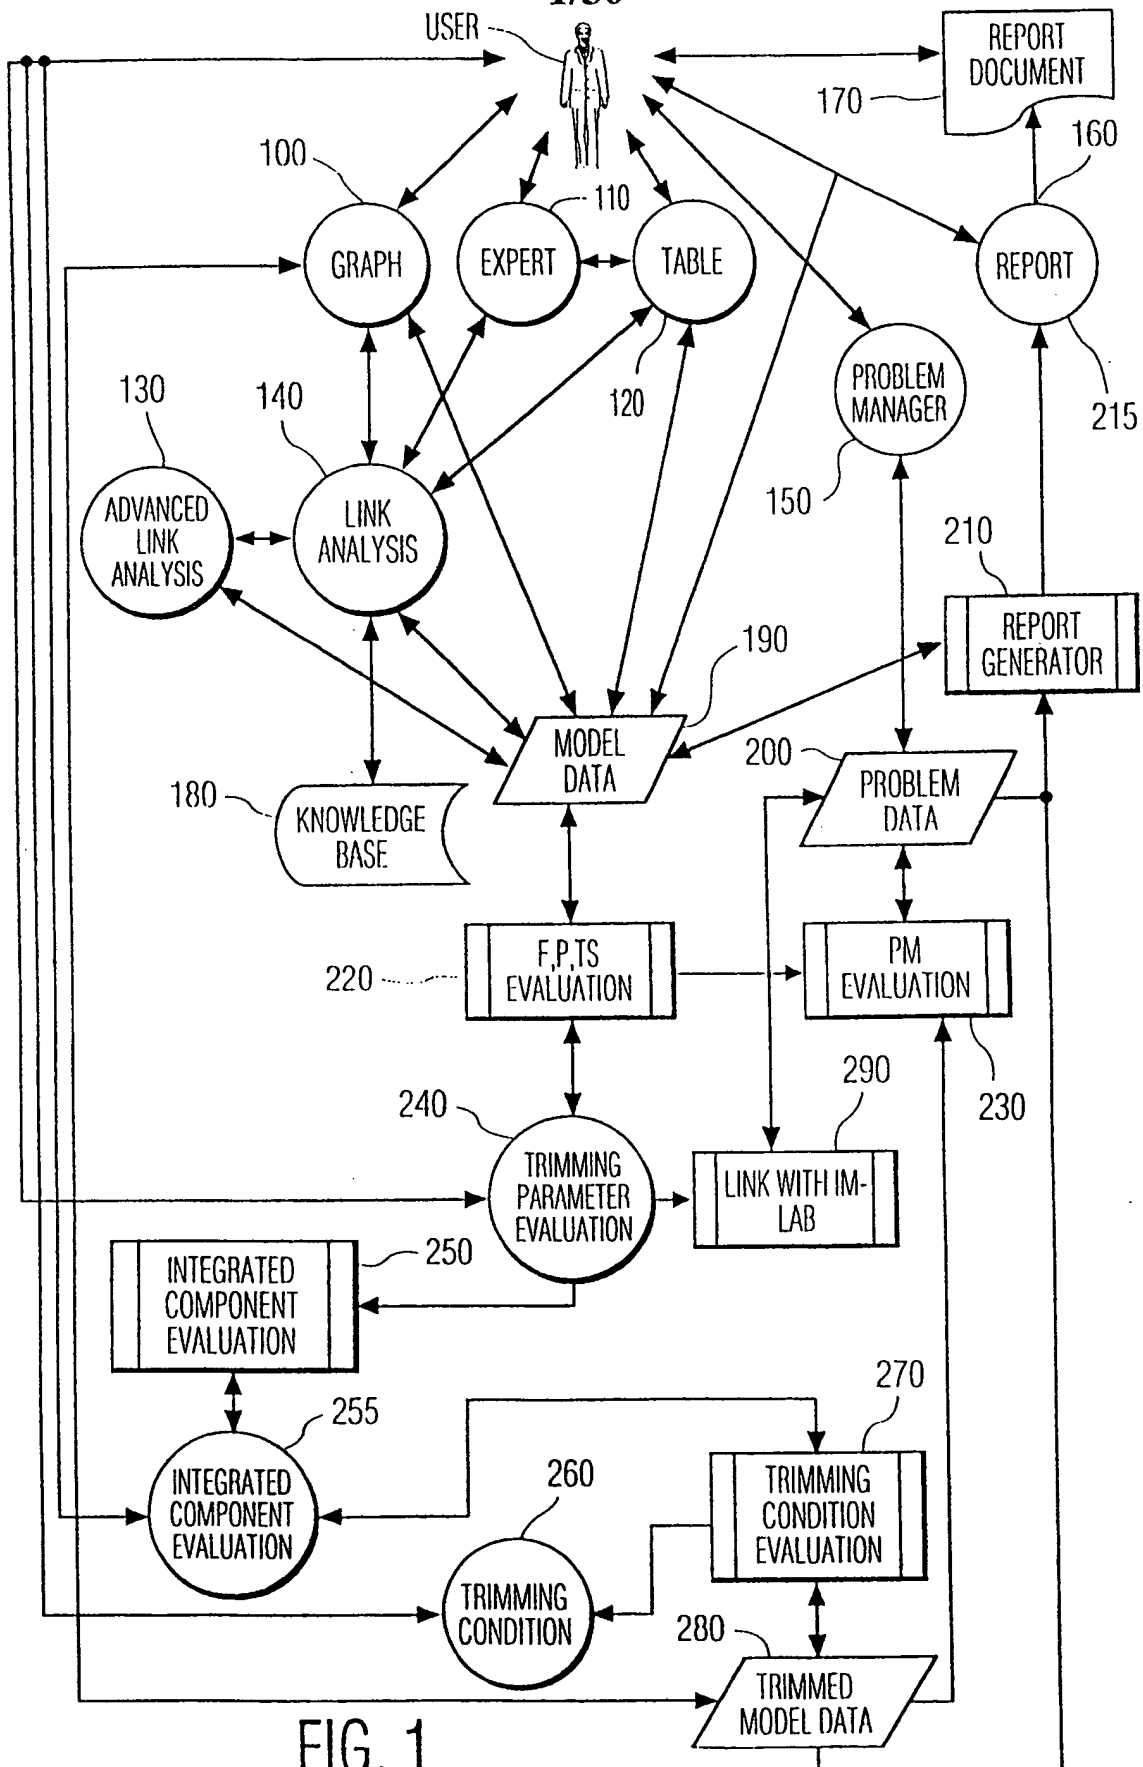 USER
REPORT
DOCUMENT
170
160
100
110
GRAPH
EXPERT
TABLE
REPORT
120
130
140
PROBLEM
MANAGER
215
150
ADVANCED
LINK
ANALYSIS
LINK
ANALYSIS
210
REPORT
GENERATOR
190
MODEL
DATA
200
PROBLEM
DATA
180
KNOWLEDGE
BASE
F,P,TS
EVALUATION
220
PM
EVALUATION
230
240
290
TRIMMING
PARAMETER
EVALUATION
LINK WITH IM-
LAB
250
INTEGRATED
COMPONENT
EVALUATION
255
270
INTEGRATED
COMPONENT
EVALUATION
260
TRIMMING
CONDITION
EVALUATION
TRIMMING
CONDITION
280
TRIMMED
MODEL DATA
FIG. 1